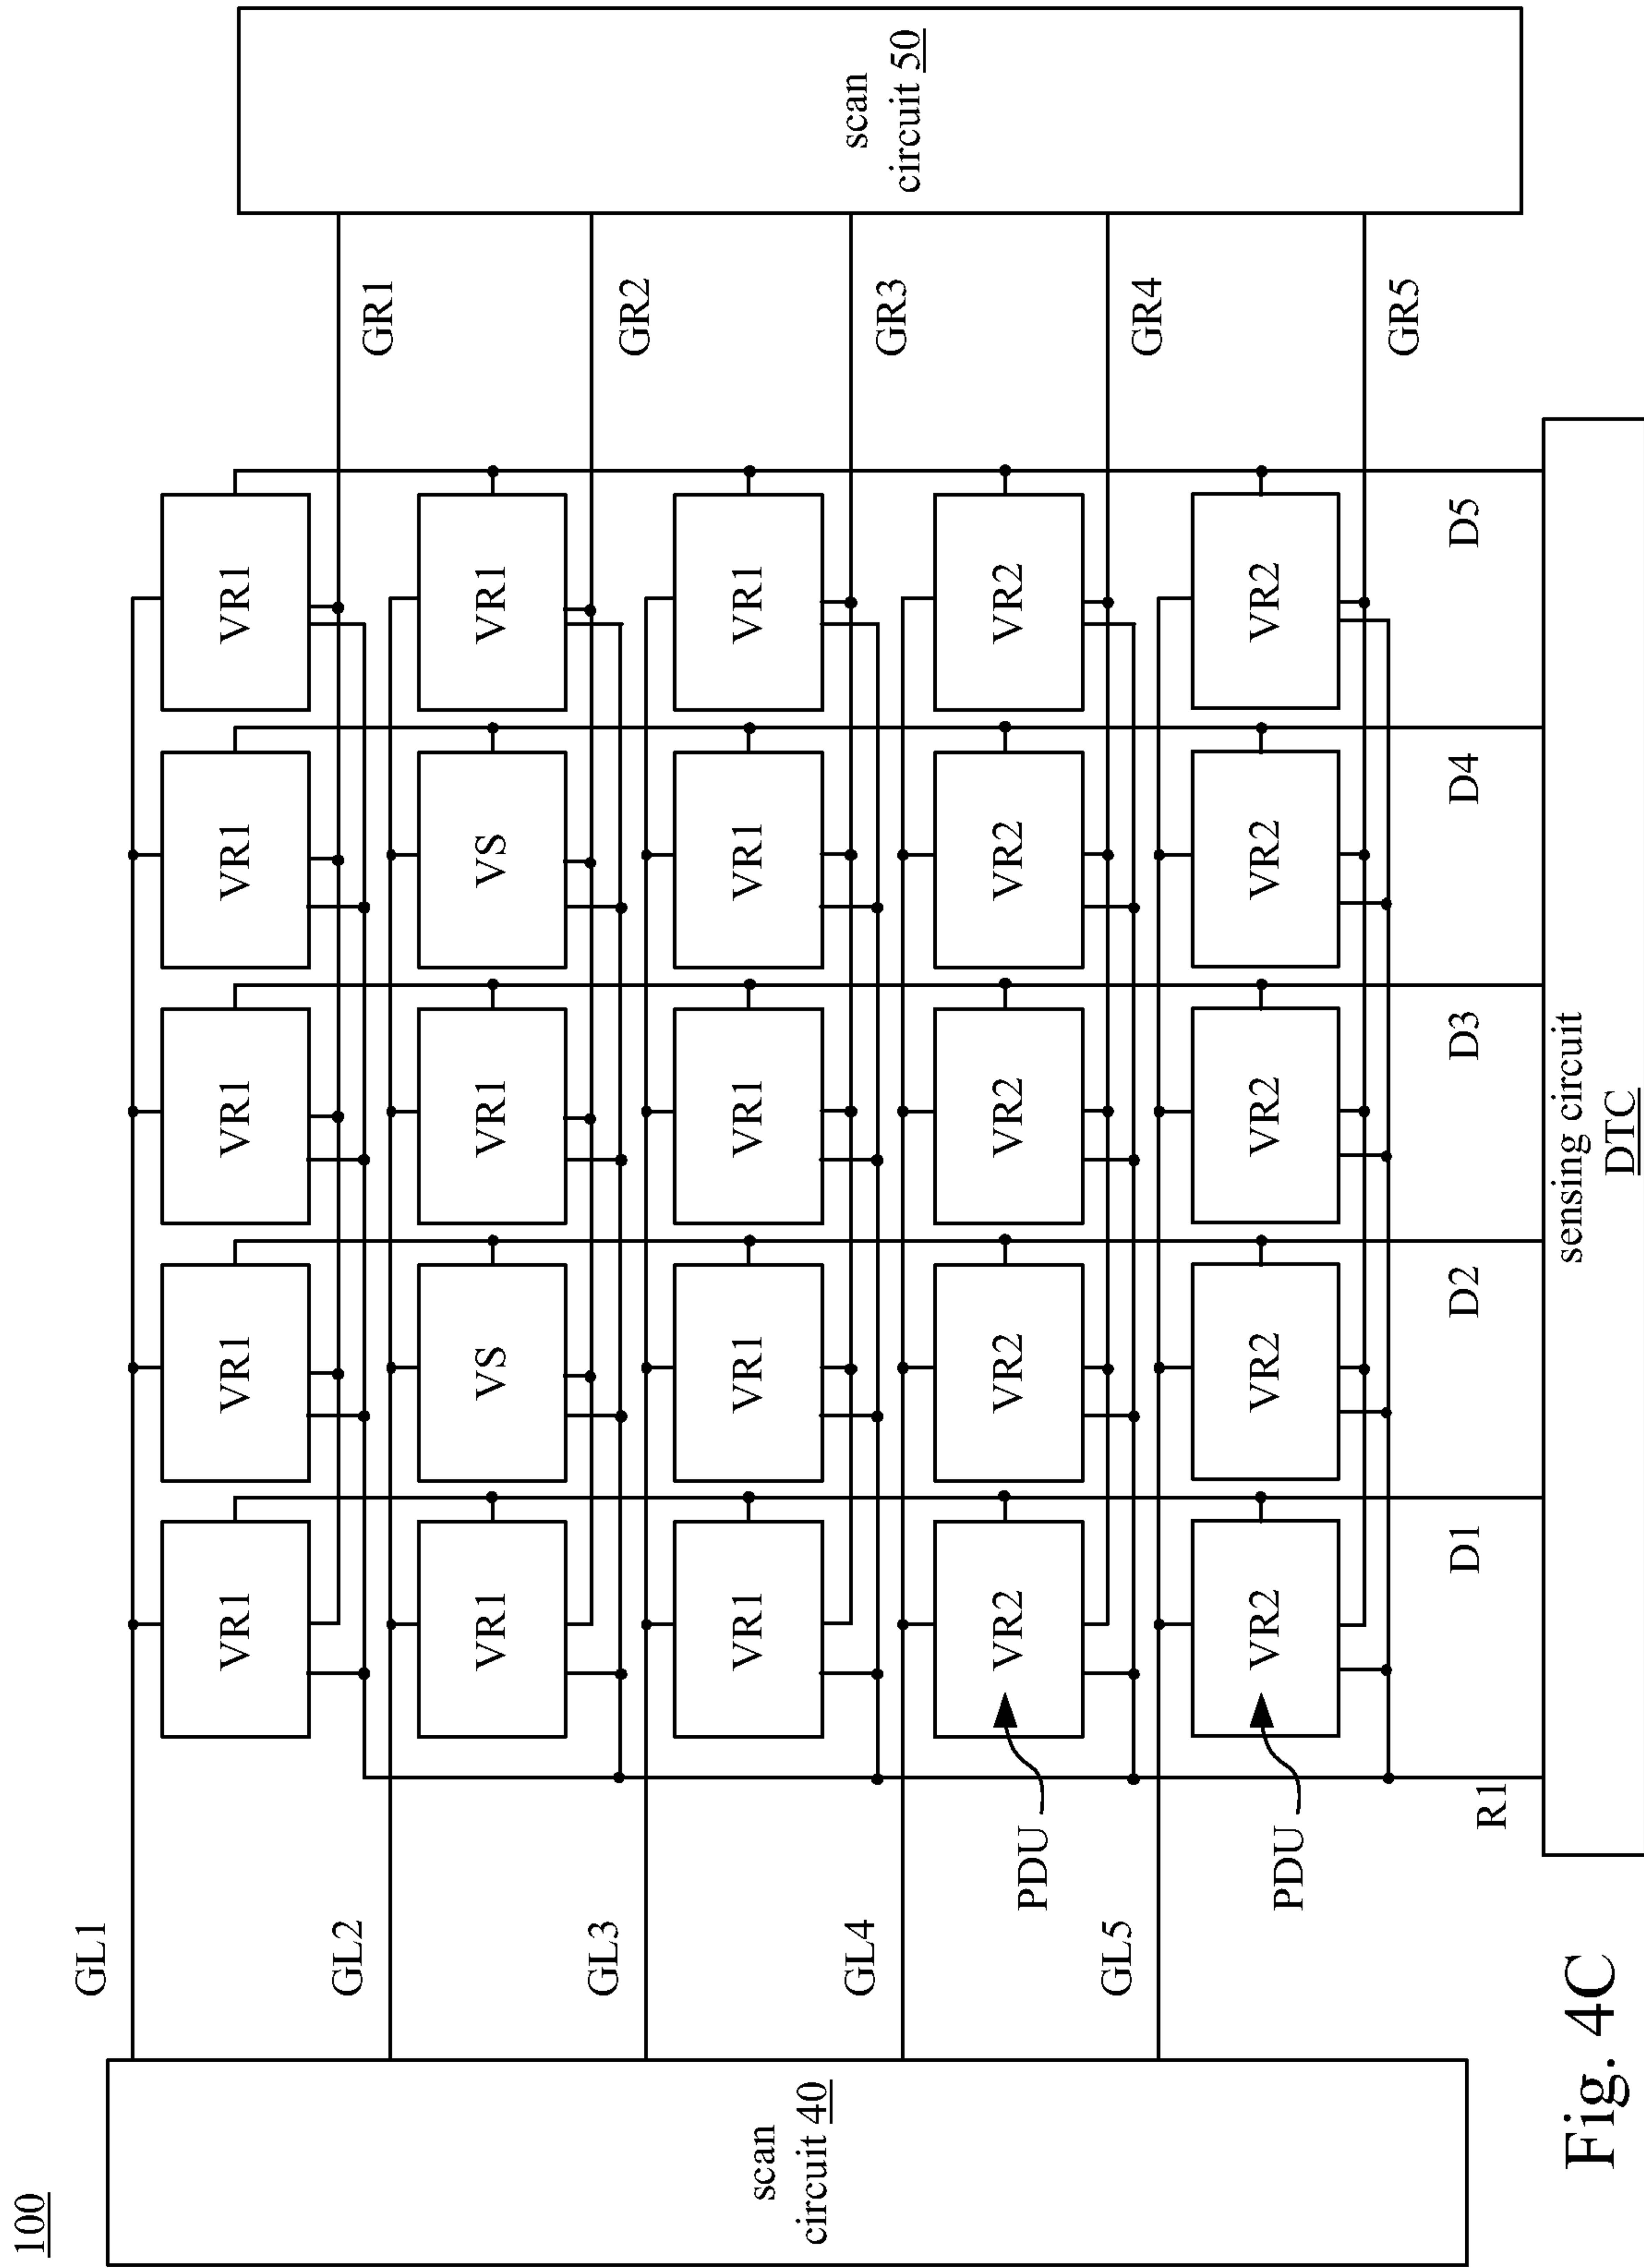 100
scan
circuit 40
scan
circuit 50
GL1
GL2
GL3
GL4
GL5
GR1
GR2
GR3
GR4
GR5
VR1 VR1 VR1 VR1 VR1
VR1 VS VR1 VS VR1
VR1 VR1 VR1 VR1 VR1
VR2 VR2 VR2 VR2 VR2
VR2 VR2 VR2 VR2 VR2
PDU
PDU
R1
D1
D2
D3
D4
D5
sensing circuit
DTC
Fig. 4C